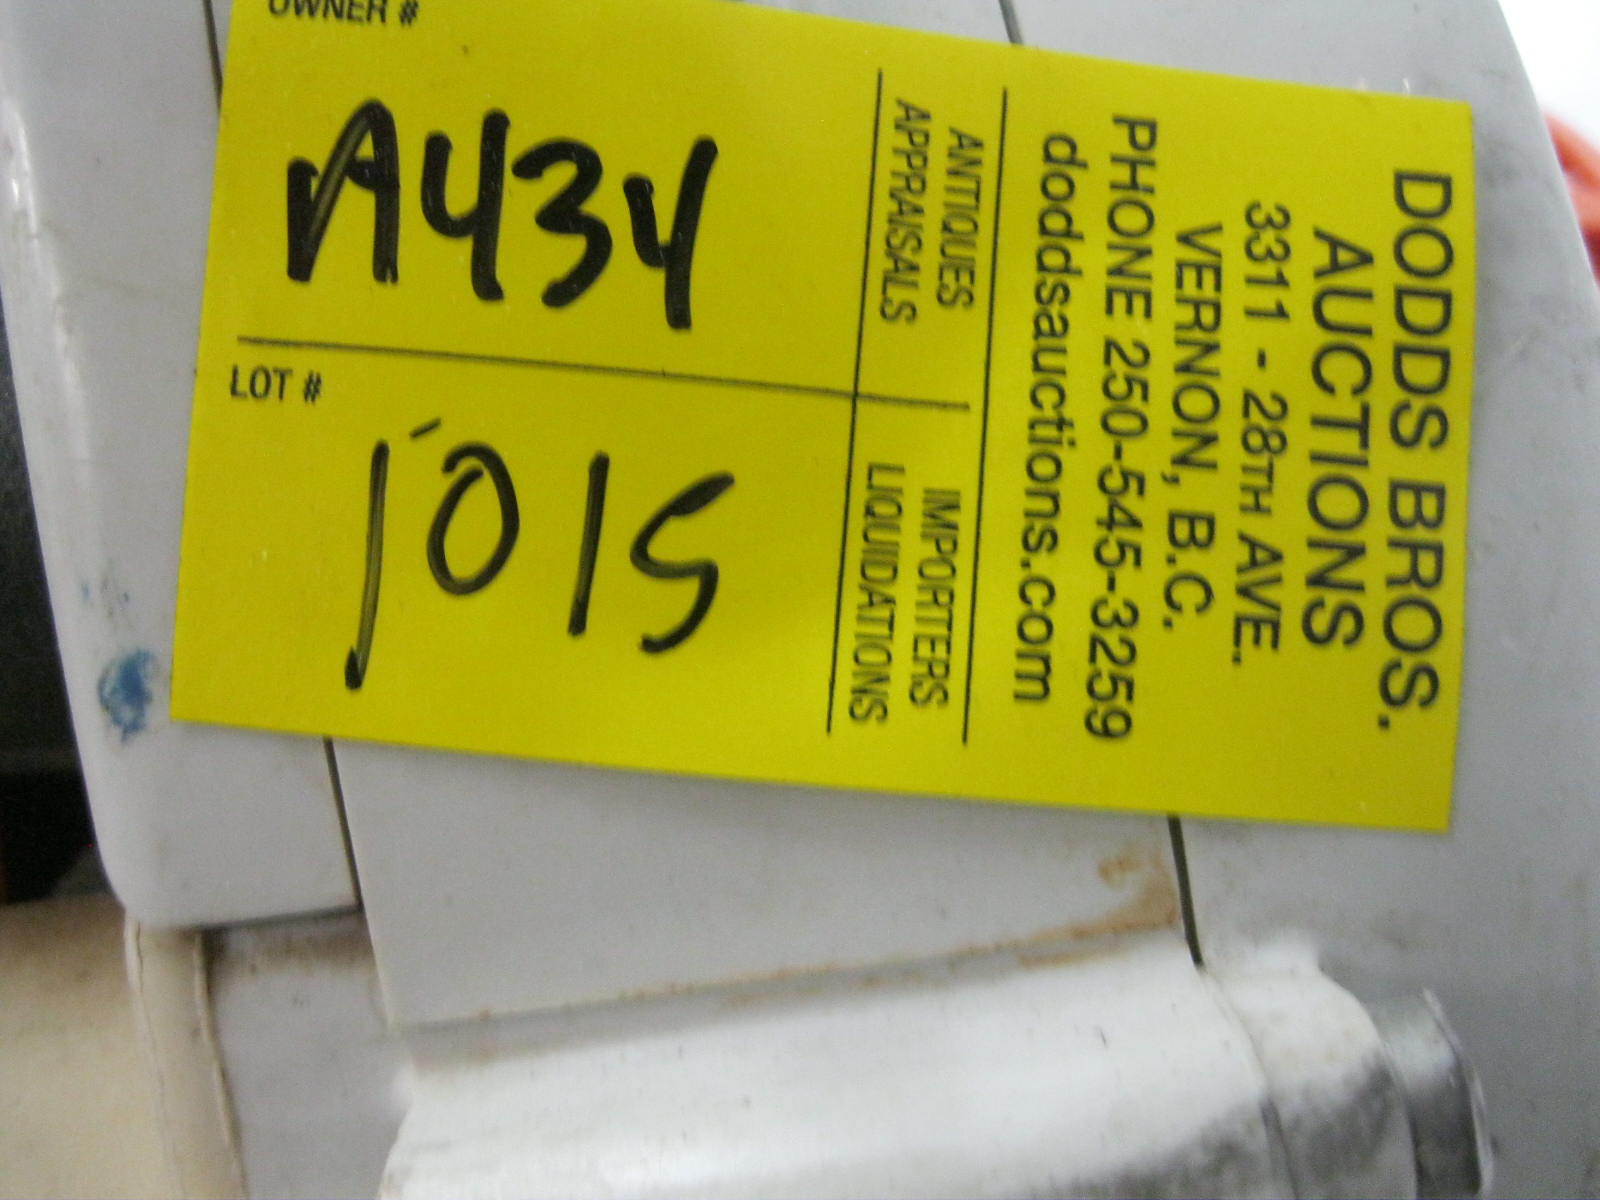 DODDS BROS.
AUCTIONS
3311 - 28TH AVE.
VERNON, B.C.
PHONE 250-545-3259
doddsauctions.com
ANTIQUES
APPRAISALS
IMPORTERS
LIQUIDATIONS
OWNER #
A434
LOT #
1015